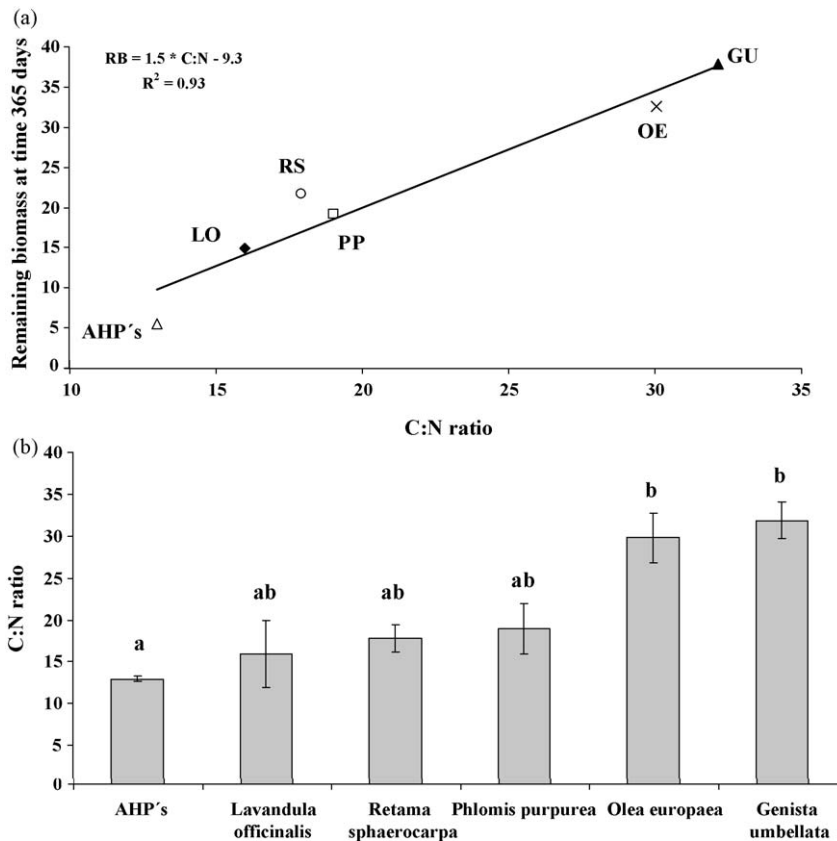 (a)
40
35
30
25
20
15
10
5
0
Remaining biomass at time 365 days
RB = 1.5 * C:N - 9.3
R² = 0.93
GU
OE
RS
PP
LO
AHP´s
10 15 20 25 30 35
C:N ratio
(b)
40
35
30
25
20
15
10
5
0
C:N ratio
a ab ab ab b b
AHP´s Lavandula Retama Phlomis purpurea Olea europaea Genista
officinalis sphaerocarpa umbellata